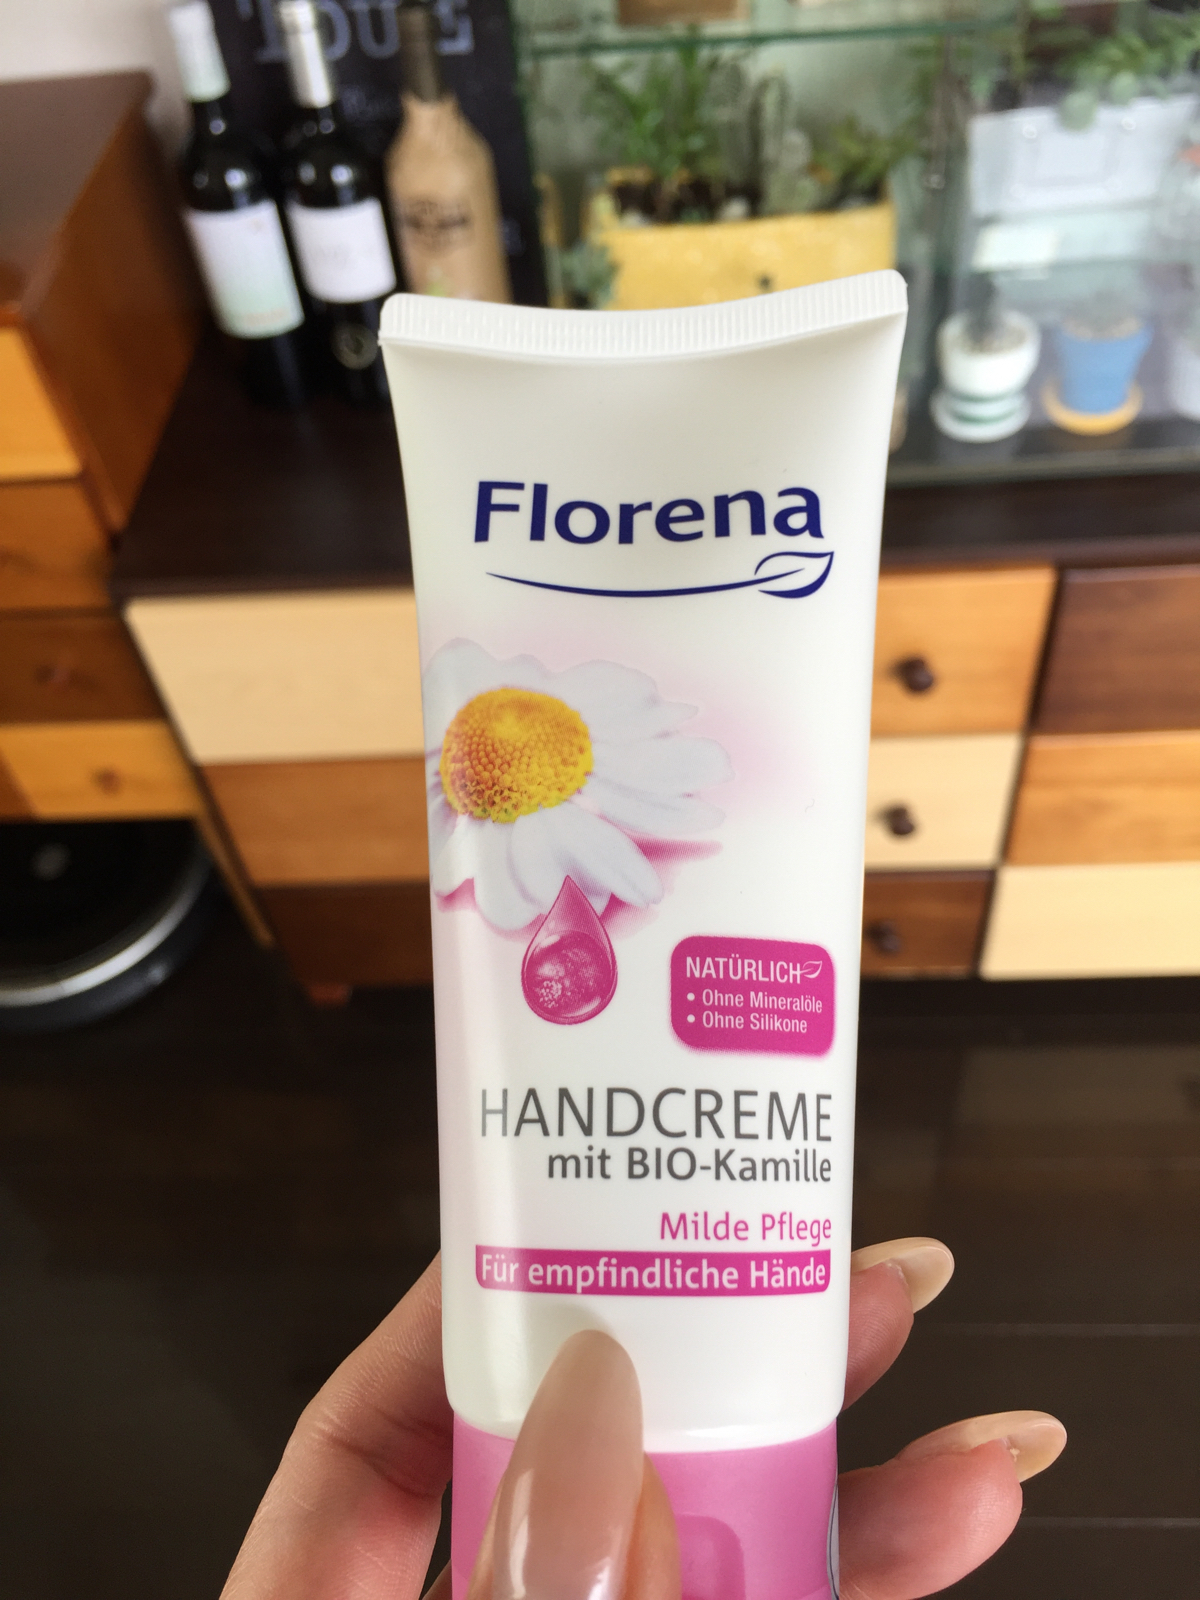 Florena
NATÜRLICH
• Ohne Mineralöle
• Ohne Silikone
HANDCREME
mit BIO-Kamille
Milde Pflege
Für empfindliche Hände